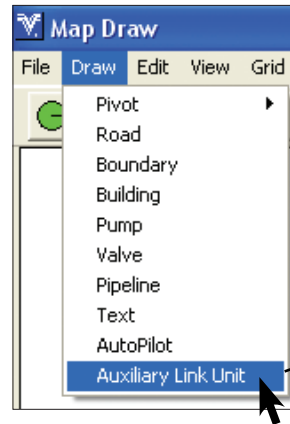 Map Draw
File Draw Edit View Grid
Pivot
Road
Boundary
Building
Pump
Valve
Pipeline
Text
AutoPilot
Auxiliary Link Unit